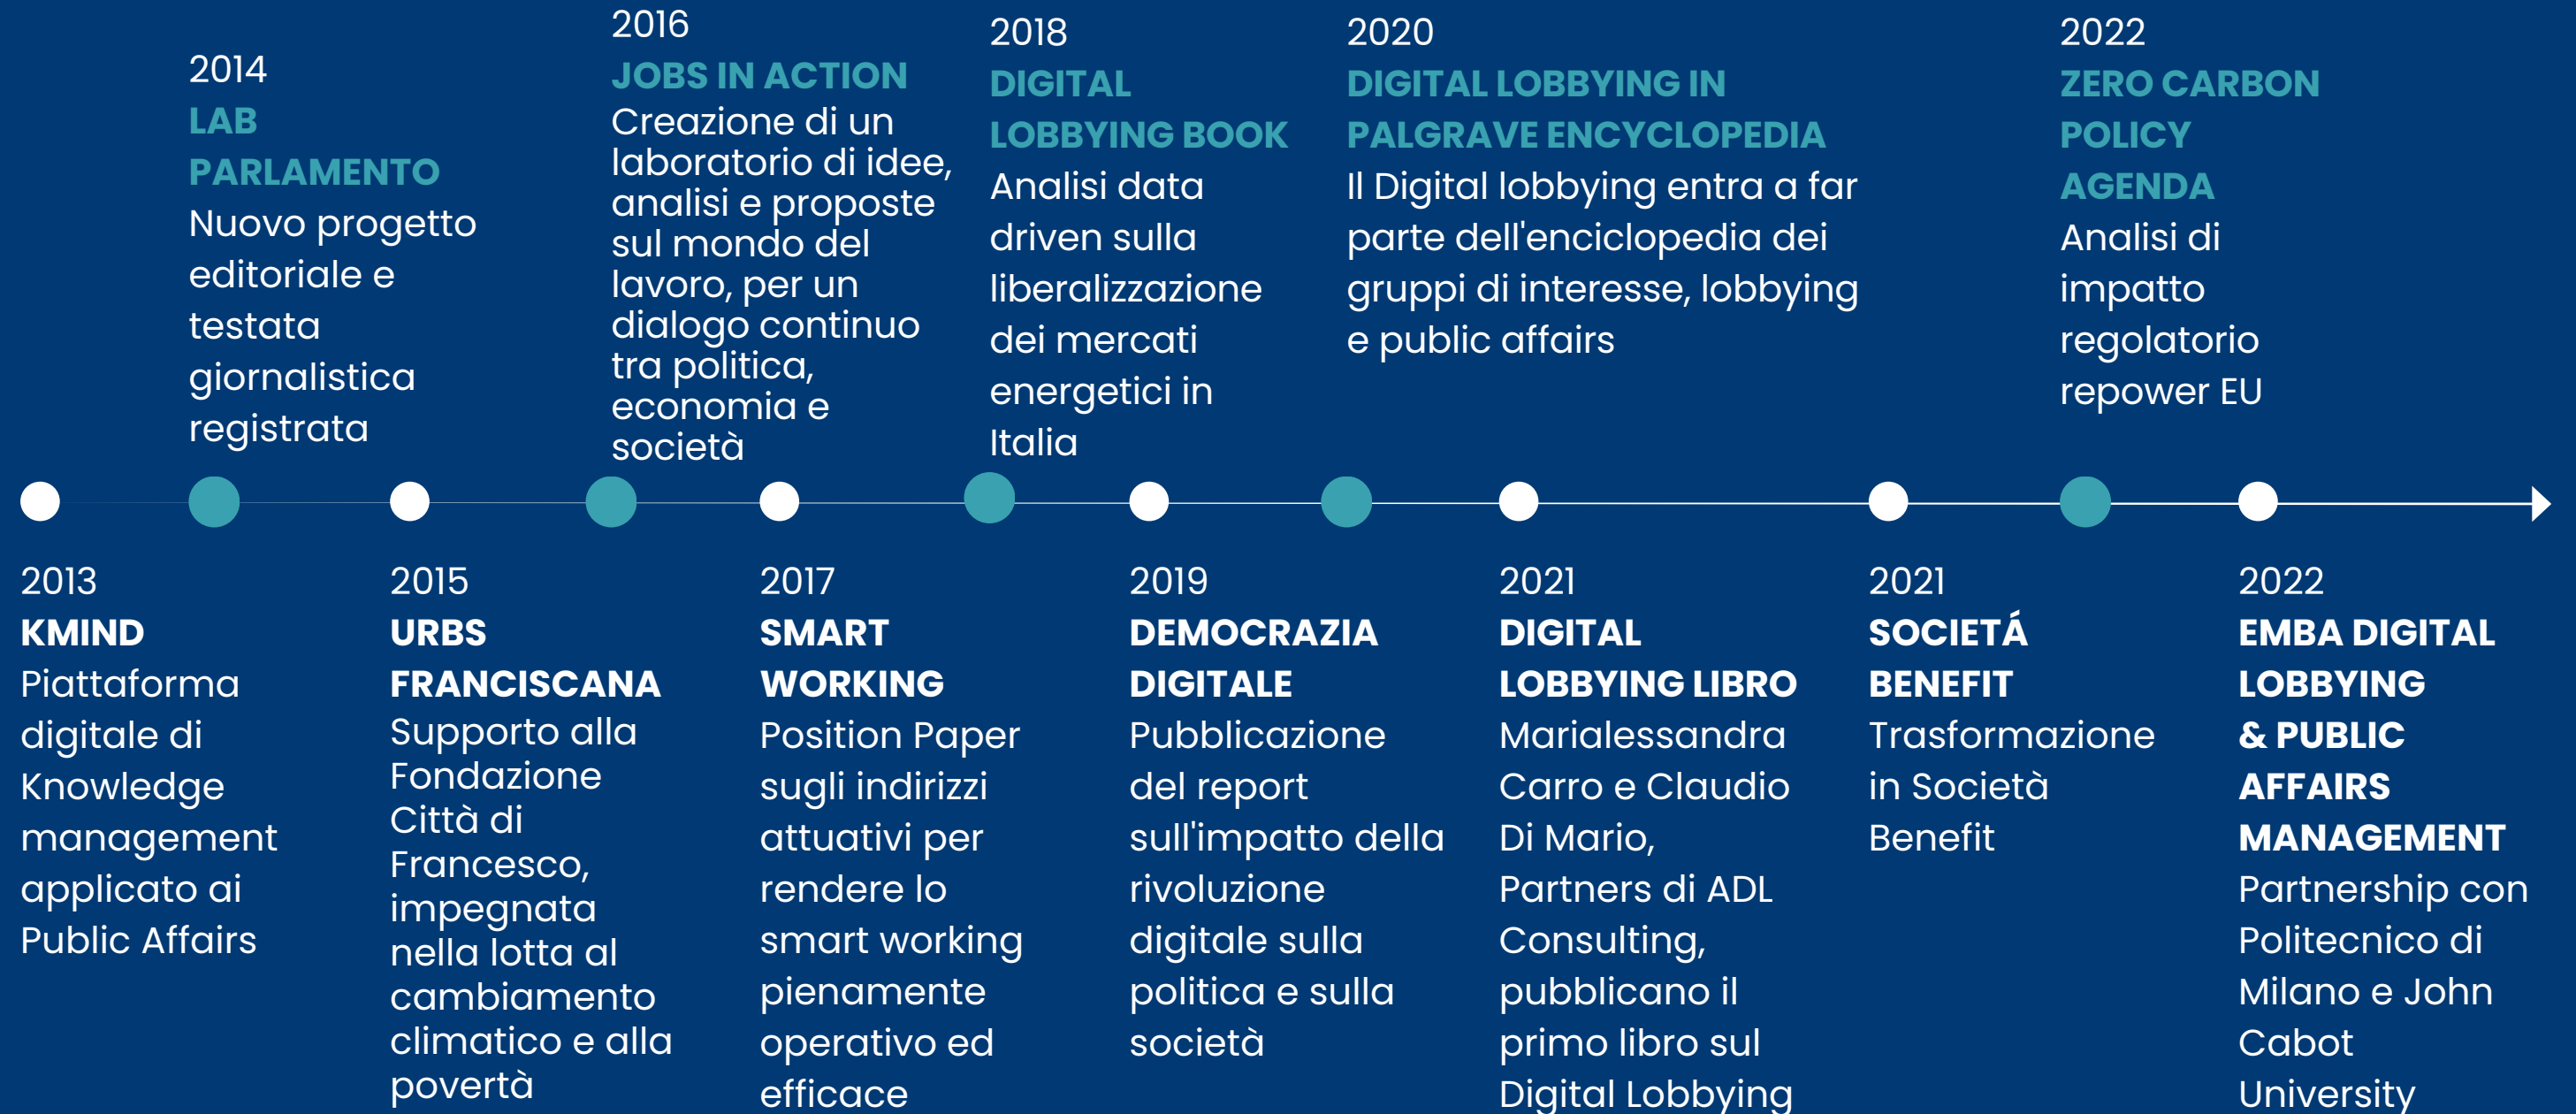 2014
LAB
PARLAMENTO
Nuovo progetto
editoriale e
testata
giornalistica
registrata
2016
JOBS IN ACTION
Creazione di un
laboratorio di idee,
analisi e proposte
sul mondo del
lavoro, per un
dialogo continuo
tra politica,
economia e
società
2018
DIGITAL
LOBBYING BOOK
Analisi data
driven sulla
liberalizzazione
dei mercati
energetici in
Italia
2020
DIGITAL LOBBYING IN
PALGRAVE ENCYCLOPEDIA
Il Digital lobbying entra a far
parte dell'enciclopedia dei
gruppi di interesse, lobbying
e public affairs
2022
ZERO CARBON
POLICY
AGENDA
Analisi di
impatto
regolatorio
repower EU
2013
KMIND
Piattaforma
digitale di
Knowledge
management
applicato ai
Public Affairs
2015
URBS
FRANCISCANA
Supporto alla
Fondazione
Città di
Francesco,
impegnata
nella lotta al
cambiamento
climatico e alla
povertà
2017
SMART
WORKING
Position Paper
sugli indirizzi
attuativi per
rendere lo
smart working
pienamente
operativo ed
efficace
2019
DEMOCRAZIA
DIGITALE
Pubblicazione
del report
sull'impatto della
rivoluzione
digitale sulla
politica e sulla
società
2021
DIGITAL
LOBBYING LIBRO
Marialessandra
Carro e Claudio
Di Mario,
Partners di ADL
Consulting,
pubblicano il
primo libro sul
Digital Lobbying
2021
SOCIETÁ
BENEFIT
Trasformazione
in Società
Benefit
2022
EMBA DIGITAL
LOBBYING
& PUBLIC
AFFAIRS
MANAGEMENT
Partnership con
Politecnico di
Milano e John
Cabot
University